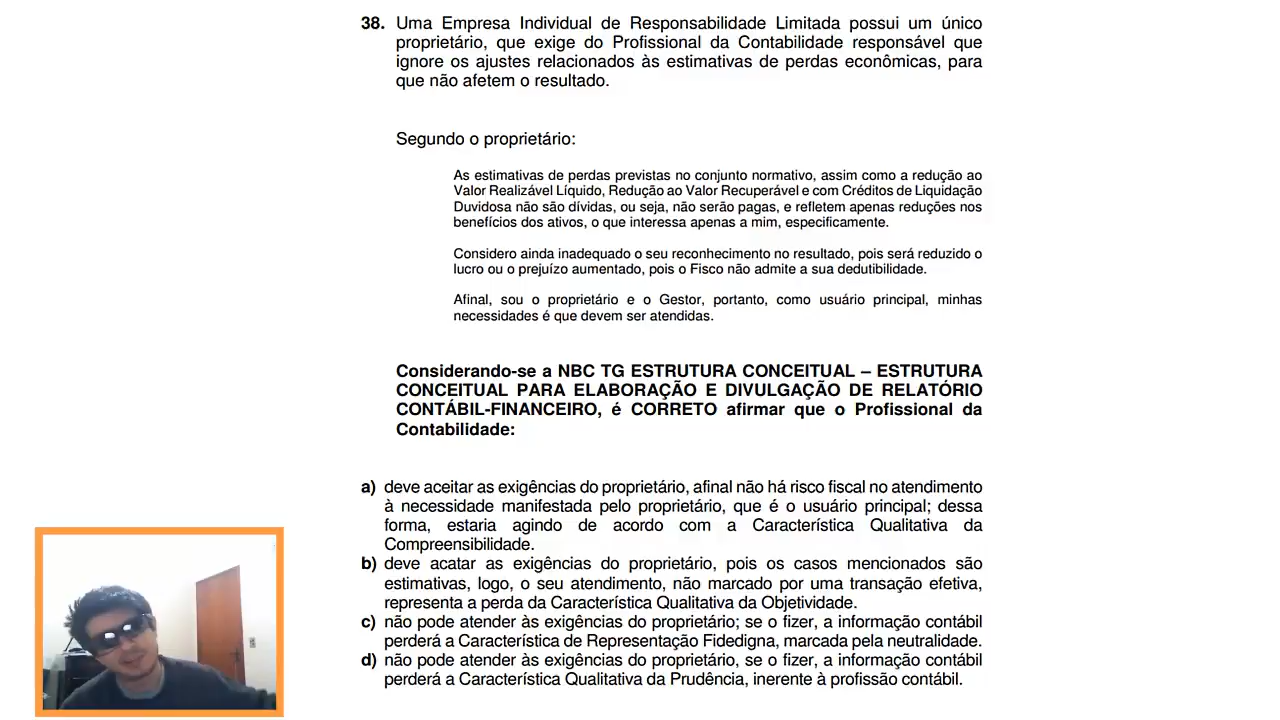 38. Uma Empresa Individual de Responsabilidade Limitada possui um único
proprietário, que exige do Profissional da Contabilidade responsável que
ignore os ajustes relacionados às estimativas de perdas econômicas, para
que não afetem o resultado.
Segundo o proprietário:
As estimativas de perdas previstas no conjunto normativo, assim como a redução ao
Valor Realizável Líquido, Redução ao Valor Recuperável e com Créditos de Liquidação
Duvidosa não são dívidas, ou seja, não serão pagas, e refletem apenas reduções nos
benefícios dos ativos, o que interessa apenas a mim, especificamente.
Considero ainda inadequado o seu reconhecimento no resultado, pois será reduzido o
lucro ou o prejuízo aumentado, pois o Fisco não admite a sua dedutibilidade.
Afinal, sou o proprietário e o Gestor, portanto, como usuário principal, minhas
necessidades é que devem ser atendidas.
Considerando-se a NBC TG ESTRUTURA CONCEITUAL – ESTRUTURA
CONCEITUAL PARA ELABORAÇÃO E DIVULGAÇÃO DE RELATÓRIO
CONTÁBIL-FINANCEIRO, é CORRETO afirmar que o Profissional da
Contabilidade:
a) deve aceitar as exigências do proprietário, afinal não há risco fiscal no atendimento
à necessidade manifestada pelo proprietário, que é o usuário principal; dessa
forma, estaria agindo de acordo com a Característica Qualitativa da
Compreensibilidade.
b) deve acatar as exigências do proprietário, pois os casos mencionados são
estimativas, logo, o seu atendimento, não marcado por uma transação efetiva,
representa a perda da Característica Qualitativa da Objetividade.
c) não pode atender às exigências do proprietário; se o fizer, a informação contábil
perderá a Característica de Representação Fidedigna, marcada pela neutralidade.
d) não pode atender às exigências do proprietário, se o fizer, a informação contábil
perderá a Característica Qualitativa da Prudência, inerente à profissão contábil.